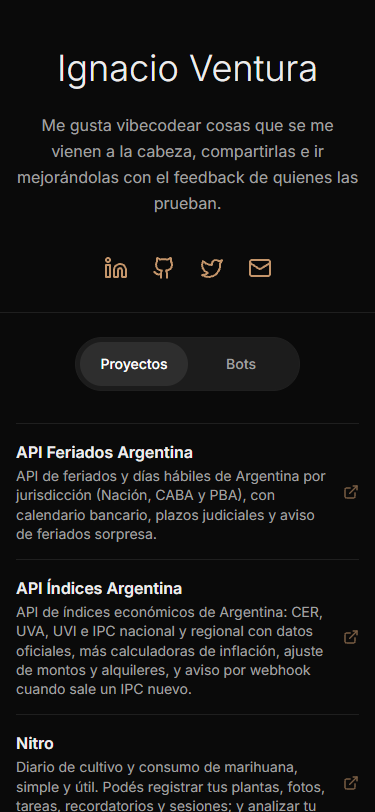 Ignacio Ventura
Me gusta vibecodear cosas que se me
vienen a la cabeza, compartirlas e ir
mejorándolas con el feedback de quienes las
prueban.
Proyectos
Bots
API Feriados Argentina
API de feriados y días hábiles de Argentina por
jurisdicción (Nación, CABA y PBA), con
calendario bancario, plazos judiciales y aviso
de feriados sorpresa.
API Índices Argentina
API de índices económicos de Argentina: CER,
UVA, UVI e IPC nacional y regional con datos
oficiales, más calculadoras de inflación, ajuste
de montos y alquileres, y aviso por webhook
cuando sale un IPC nuevo.
Nitro
Diario de cultivo y consumo de marihuana,
simple y útil. Podés registrar tus plantas, fotos,
tareas, recordatorios y sesiones; y analizar tu